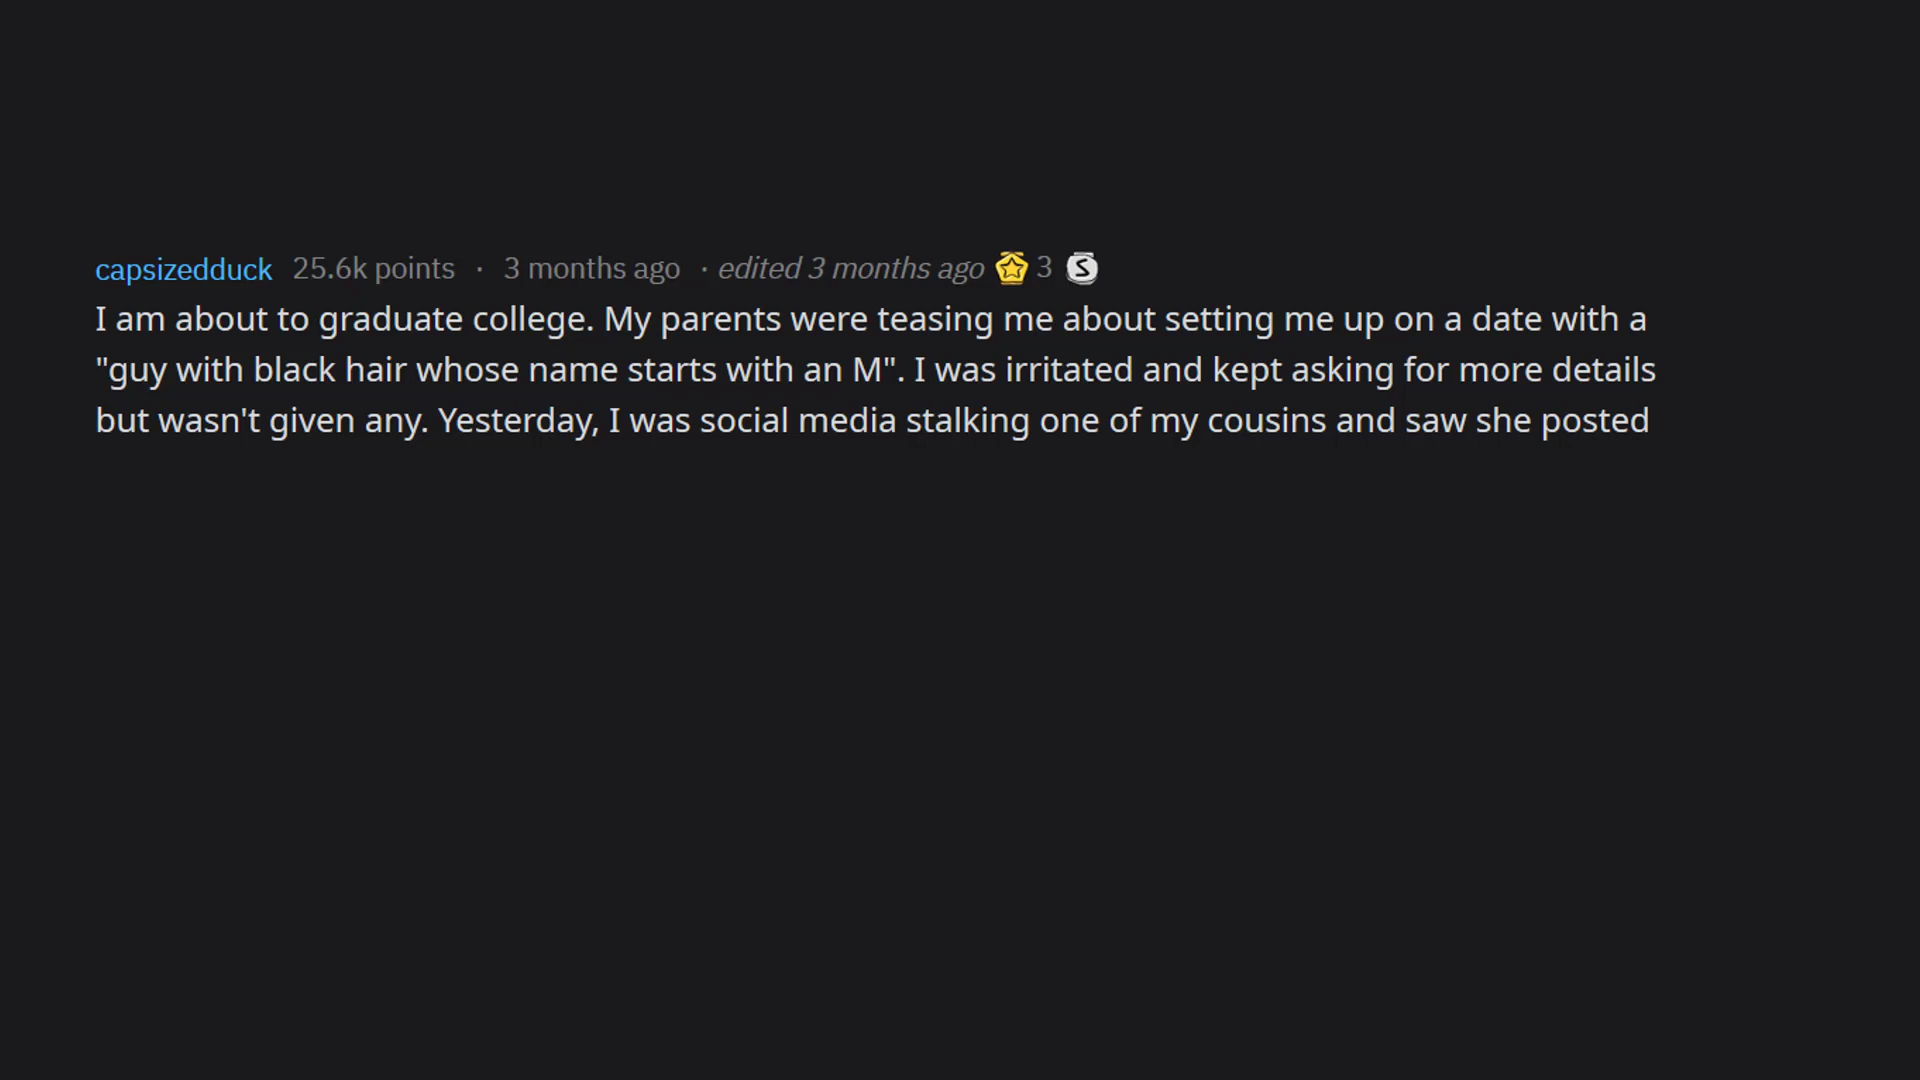 capsizedduck 25.6k points · 3 months ago · edited 3 months ago 3 S
I am about to graduate college. My parents were teasing me about setting me up on a date with a
"guy with black hair whose name starts with an M". I was irritated and kept asking for more details
but wasn't given any. Yesterday, I was social media stalking one of my cousins and saw she posted